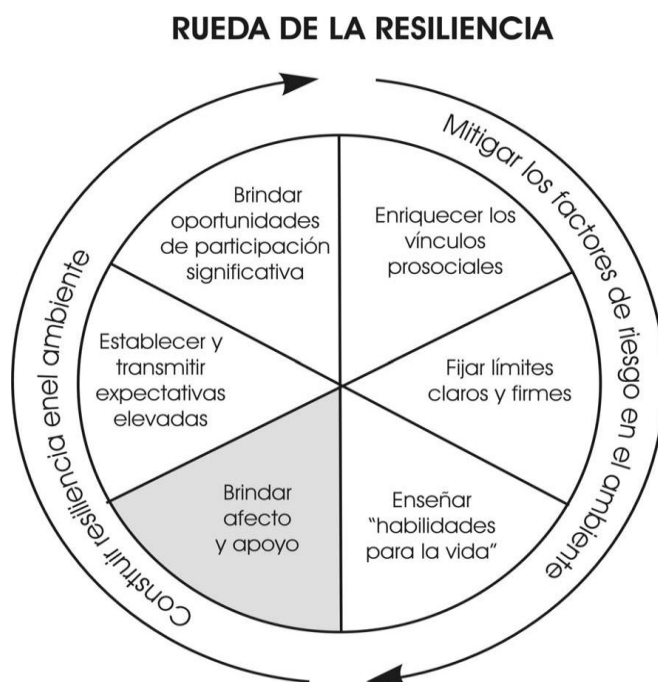 RUEDA DE LA RESILIENCIA
Mitigar los factores de riesgo en el ambiente
Enriquecer los
vínculos
prosociales
Fijar límites
claros y firmes
Enseñar
“habilidades
para la vida”
Construir resiliencia enel ambiente
Brindar
afecto
y apoyo
Establecer y
transmitir
expectativas
elevadas
Brindar
oportunidades
de participación
significativa